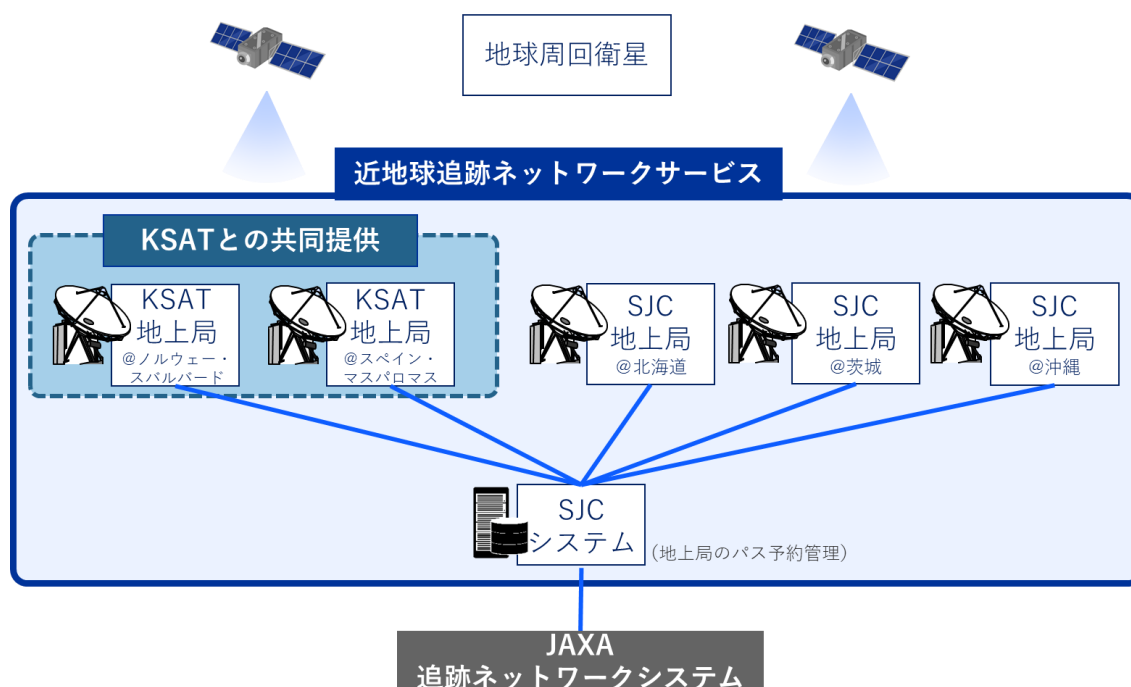 地球周回衛星
近地球追跡ネットワークサービス
KSATとの共同提供
KSAT
地上局
@ノルウェー・
スバルバード
KSAT
地上局
@スペイン・
マスパロマス
SJC
地上局
@北海道
SJC
地上局
@茨城
SJC
地上局
@沖縄
SJC
システム
(地上局のパス予約管理)
JAXA
追跡ネットワークシステム